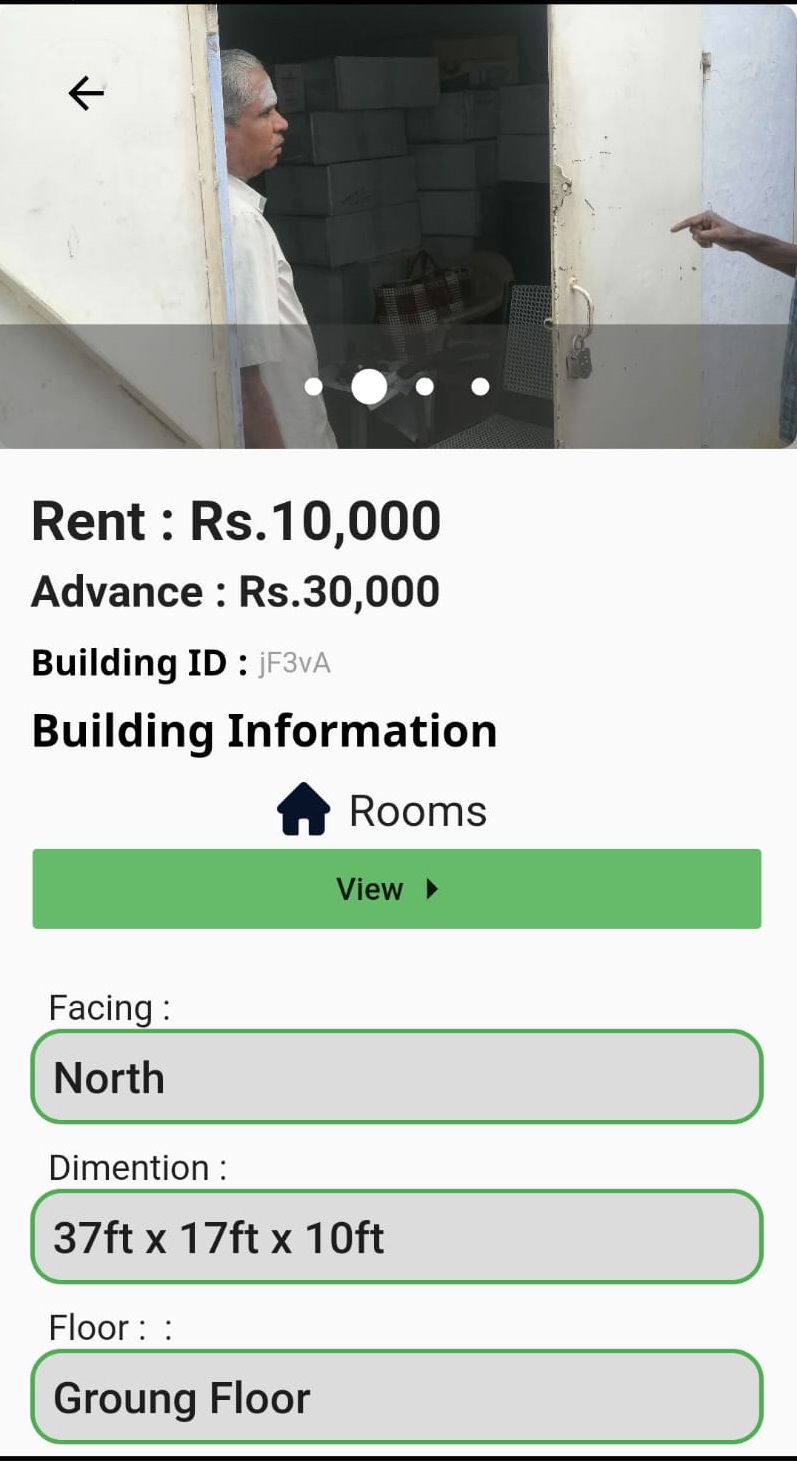 Rent : Rs.10,000
Advance : Rs.30,000
Building ID : jF3vA
Building Information
Rooms
View
Facing :
North
Dimention :
37ft x 17ft x 10ft
Floor :  :
Groung Floor